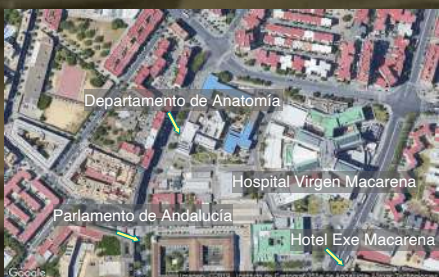 Departamento de Anatomía
Hospital Virgen Macarena
Parlamento de Andalucía
Hotel Exe Macarena
Google